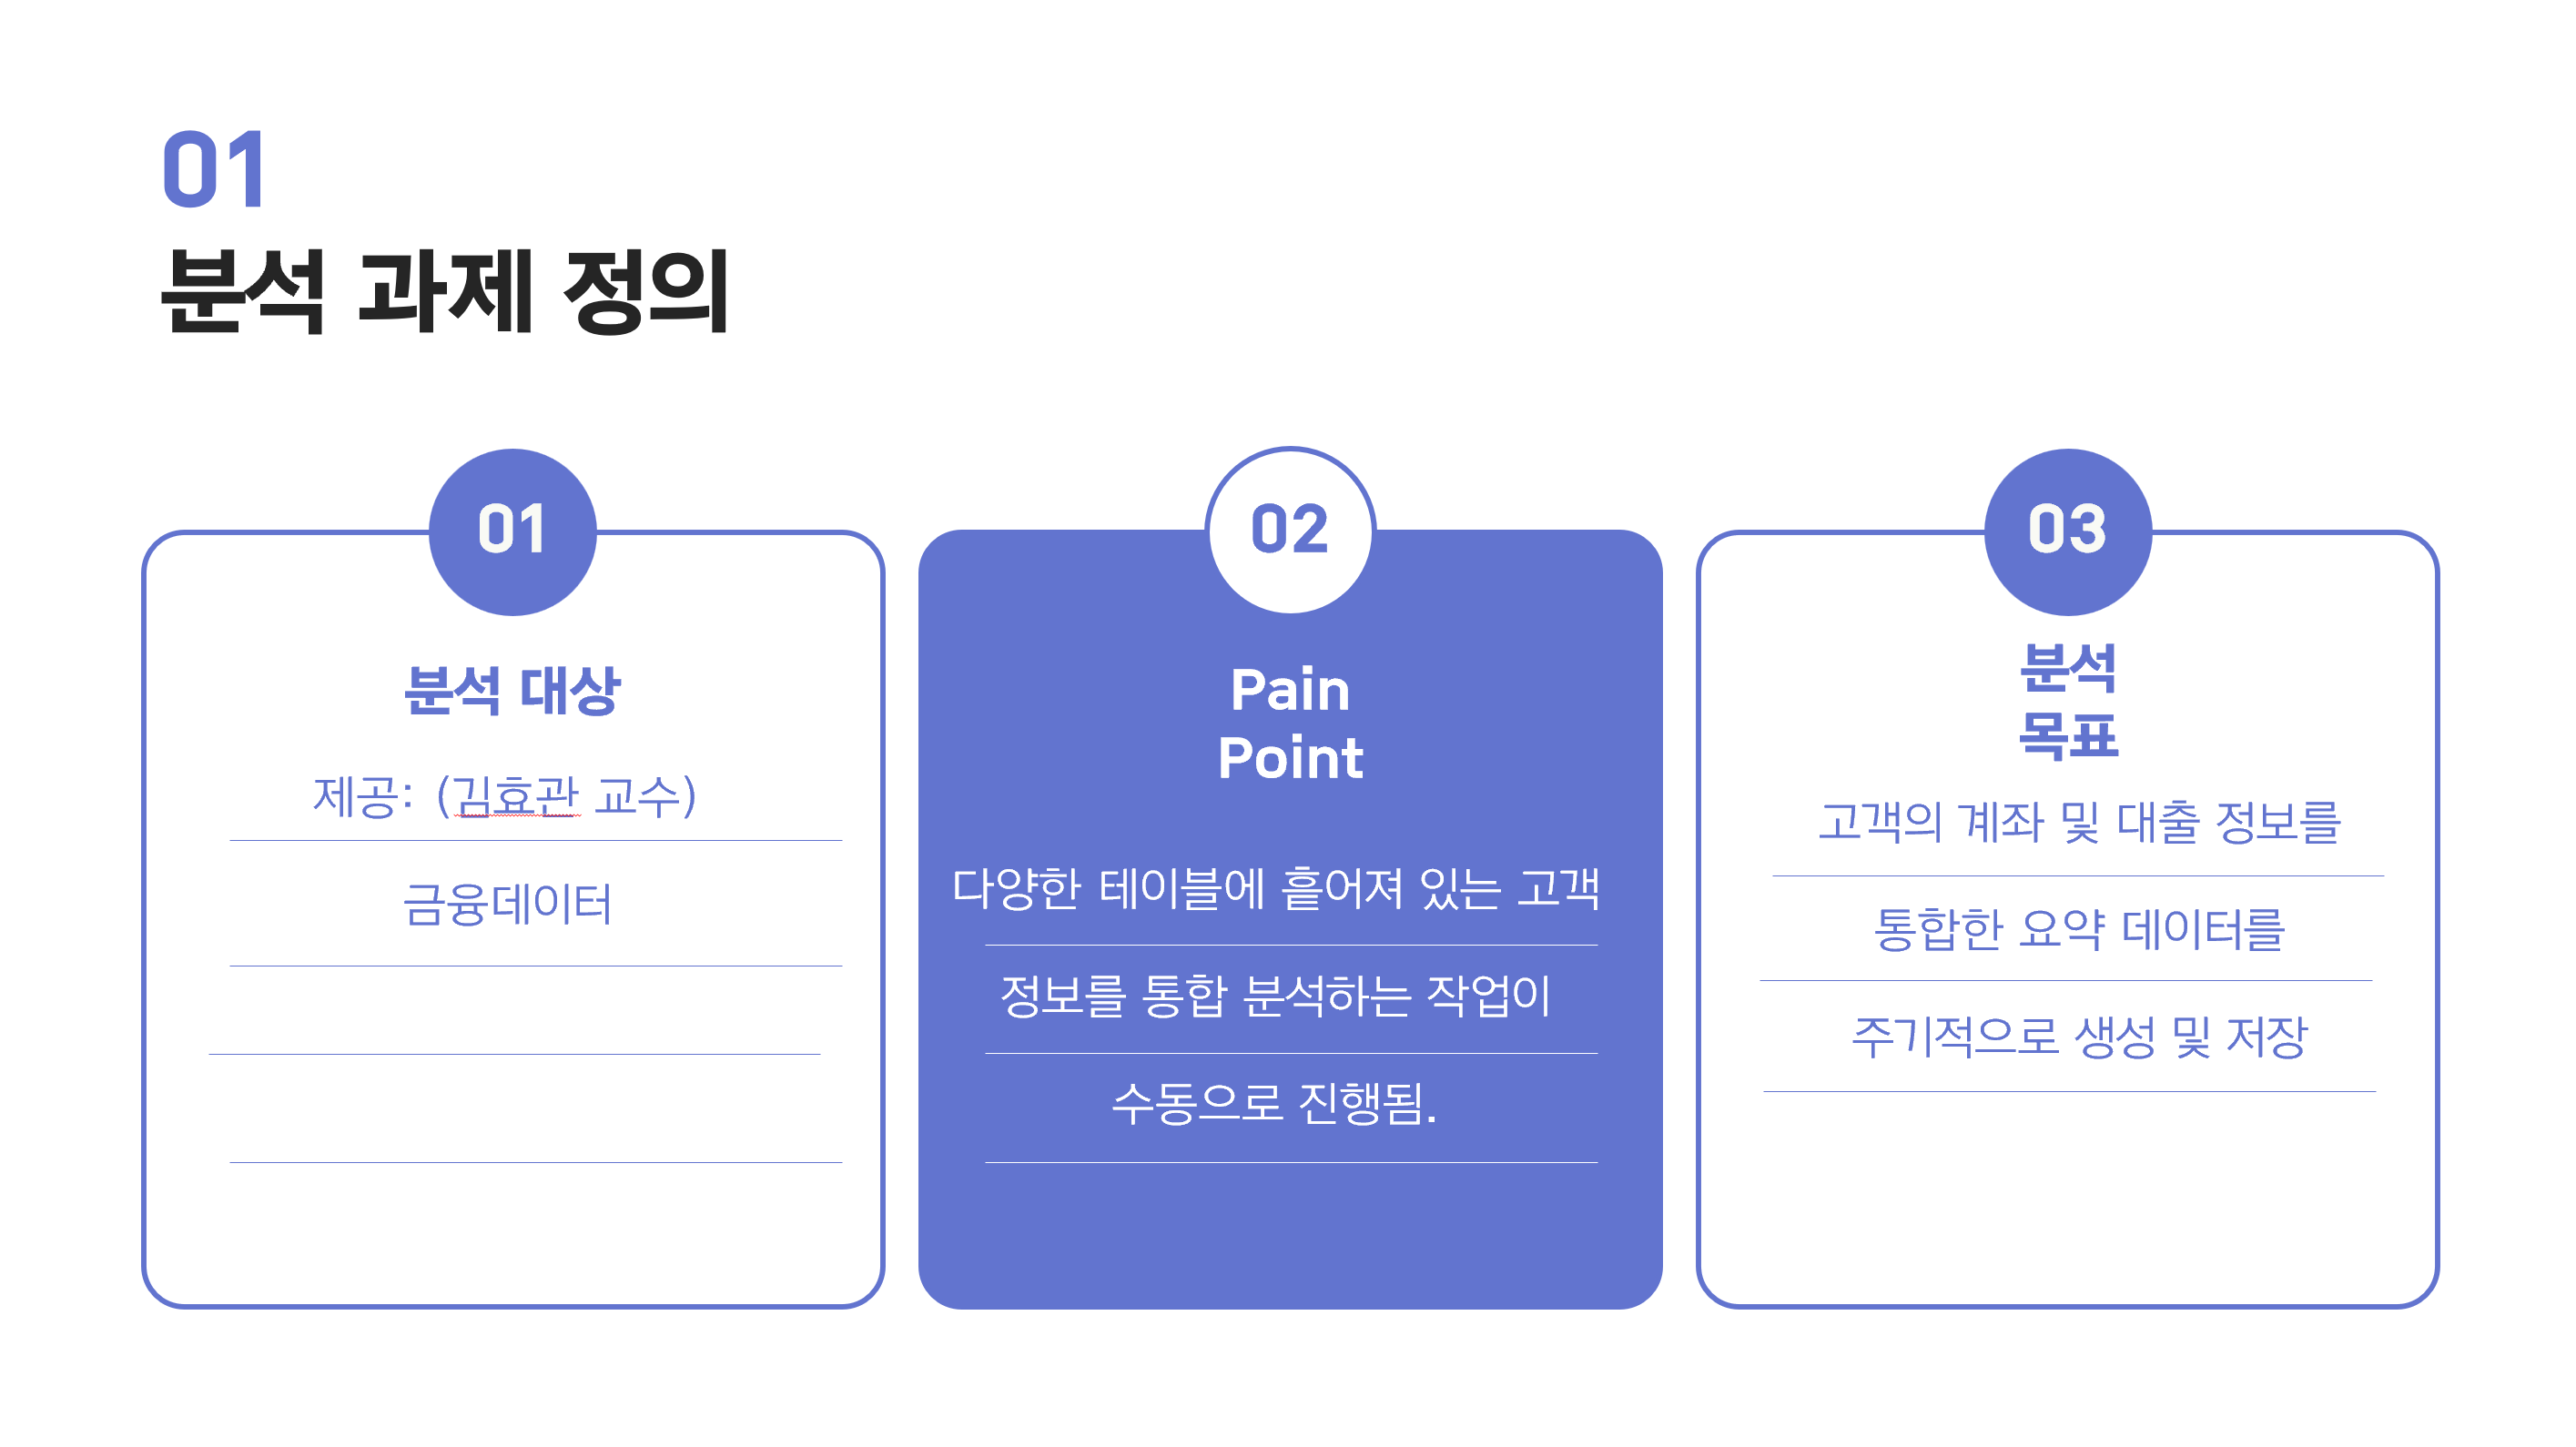 01
분석 과제 정의
01
분석 대상
제공: (김효관 교수)
금융데이터
02
Pain
Point
다양한 테이블에 흩어져 있는 고객
정보를 통합 분석하는 작업이
수동으로 진행됨.
03
분석
목표
고객의 계좌 및 대출 정보를
통합한 요약 데이터를
주기적으로 생성 및 저장